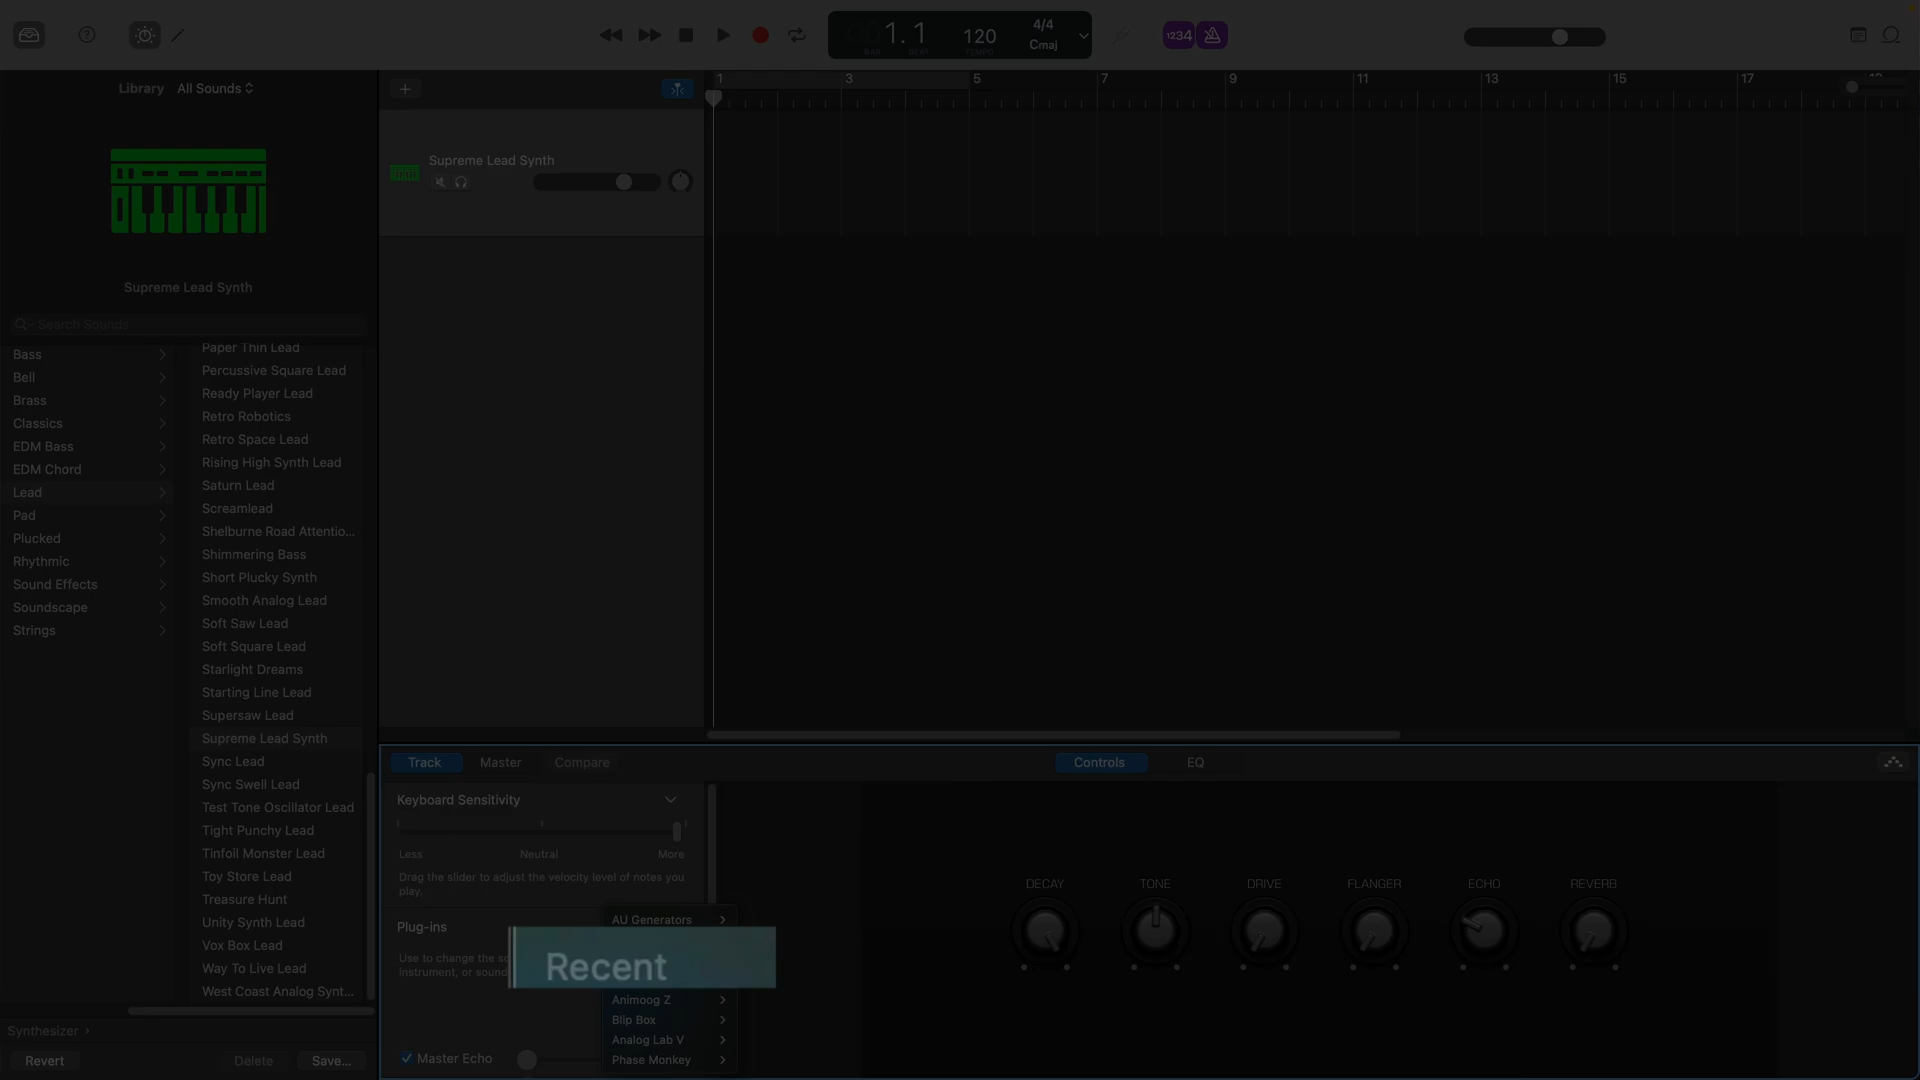 1. 1
BAR
BEAT
120
TEMPO
4/4
Cmaj
1234
Library All Sounds
1 3 5 7 9 11 13 15 17
Supreme Lead Synth
Supreme Lead Synth
Search Sounds
Bass
Bell
Brass
Classics
EDM Bass
EDM Chord
Lead
Pad
Plucked
Rhythmic
Sound Effects
Soundscape
Strings
Paper Thin Lead
Percussive Square Lead
Ready Player Lead
Retro Robotics
Retro Space Lead
Rising High Synth Lead
Saturn Lead
Screamlead
Shelburne Road Attentio...
Shimmering Bass
Short Plucky Synth
Smooth Analog Lead
Soft Saw Lead
Soft Square Lead
Starlight Dreams
Starting Line Lead
Supersaw Lead
Supreme Lead Synth
Sync Lead
Sync Swell Lead
Test Tone Oscillator Lead
Tight Punchy Lead
Tinfoil Monster Lead
Toy Store Lead
Treasure Hunt
Unity Synth Lead
Vox Box Lead
Way To Live Lead
West Coast Analog Synt...
Synthesizer ›
Revert Delete Save...
Track Master Compare Controls EQ
Keyboard Sensitivity
Less Neutral More
Drag the slider to adjust the velocity level of notes you
play.
Plug-ins
Use to change the
instrument, or
AU Generators
Recent
Animoog Z
Blip Box
Analog Lab V
Phase Monkey
Master Echo
DECAY TONE DRIVE FLANGER ECHO REVERB